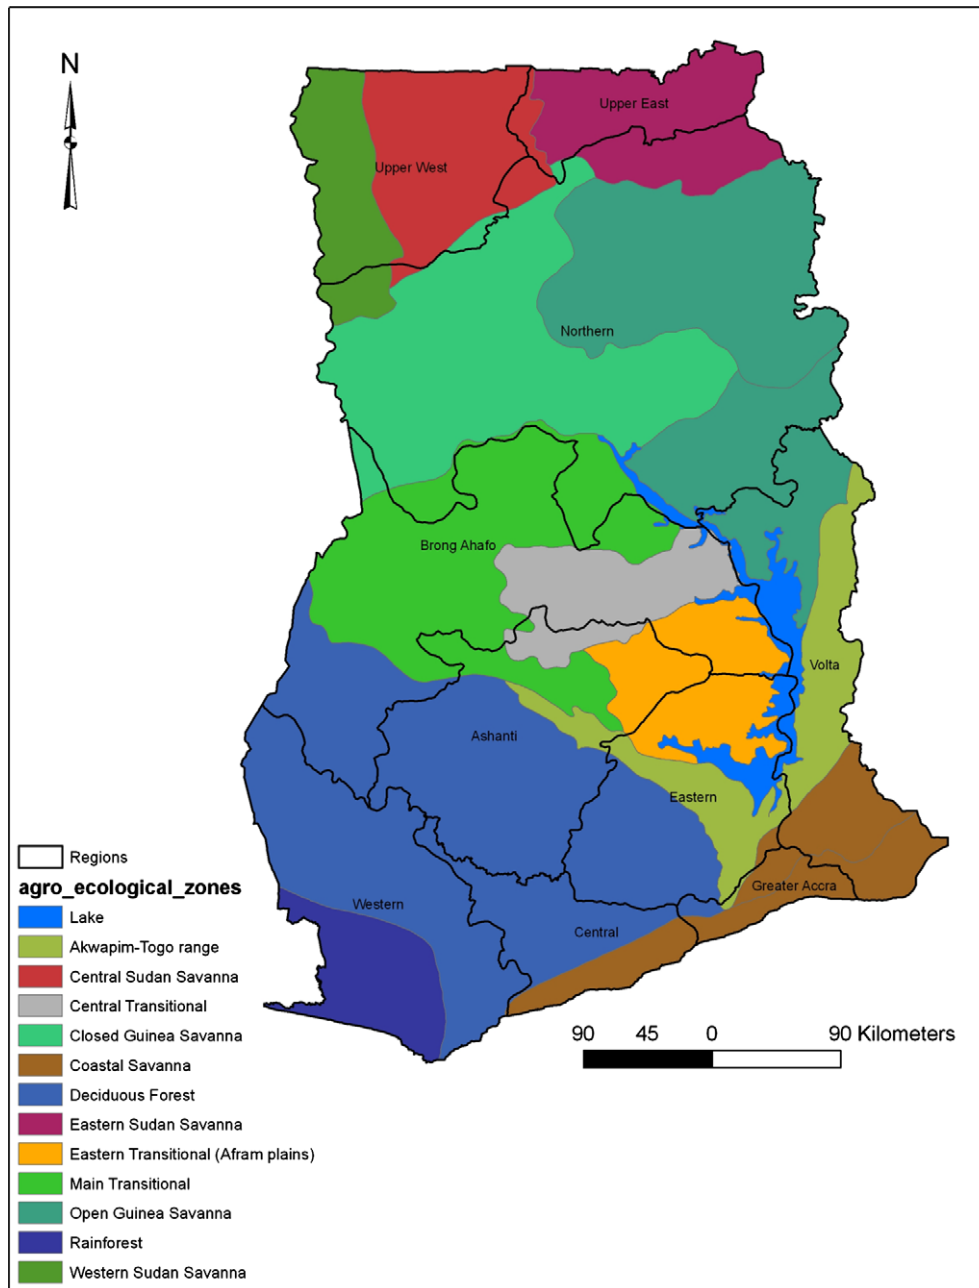 N
Upper East
Upper West
Northern
Brong Ahafo
Volta
Ashanti
Eastern
Greater Accra
Western
Central
Regions
agro_ecological_zones
Lake
Akwapim-Togo range
Central Sudan Savanna
Central Transitional
Closed Guinea Savanna
Coastal Savanna
Deciduous Forest
Eastern Sudan Savanna
Eastern Transitional (Afram plains)
Main Transitional
Open Guinea Savanna
Rainforest
Western Sudan Savanna
90 45 0 90 Kilometers